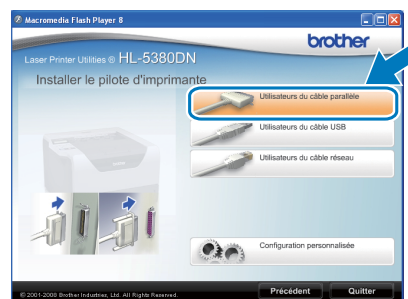 Macromedia Flash Player 8
brother
Laser Printer Utilities ® HL-5380DN
Installer le pilote d'imprimante
Utilisateurs du câble parallèle
Utilisateurs du câble USB
Utilisateurs du câble réseau
Configuration personnalisée
© 2001-2008 Brother Industries, Ltd. All Rights Reserved.
Précédent
Quitter